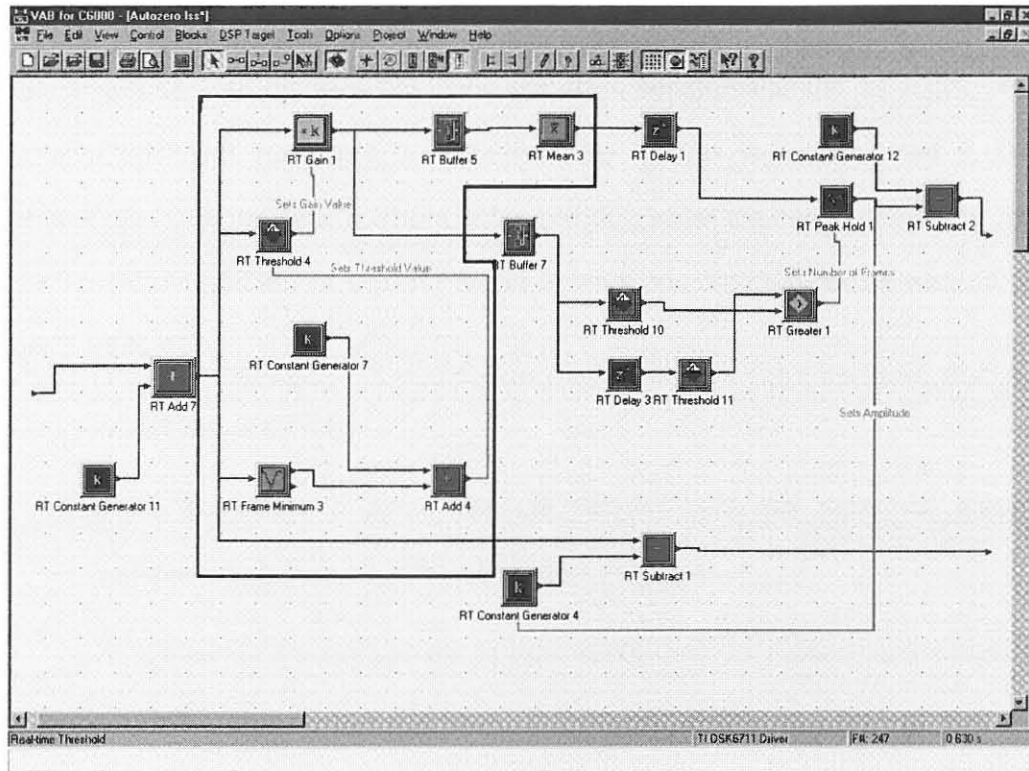 VAB for C6000 - [Autozero Iss*]
File Edit View Control Blocks DSP Target Tools Options Project Window Help
RT Gain 1
RT Buffer 5
RT Mean 3
RT Delay 1
RT Constant Generator 12
Sets Gain Value
RT Threshold 4
RT Buffer 7
RT Peak Hold 1
RT Subtract 2
Sets Threshold Value
Sets Number of Frames
RT Constant Generator 7
RT Threshold 10
RT Greater 1
RT Add 7
RT Delay 3
RT Threshold 11
Sets Amplitude
RT Constant Generator 11
RT Frame Minimum 3
RT Add 4
RT Subtract 1
RT Constant Generator 4
Real-time Threshold
TI DSK6711 Driver
F#: 247
0.630 s